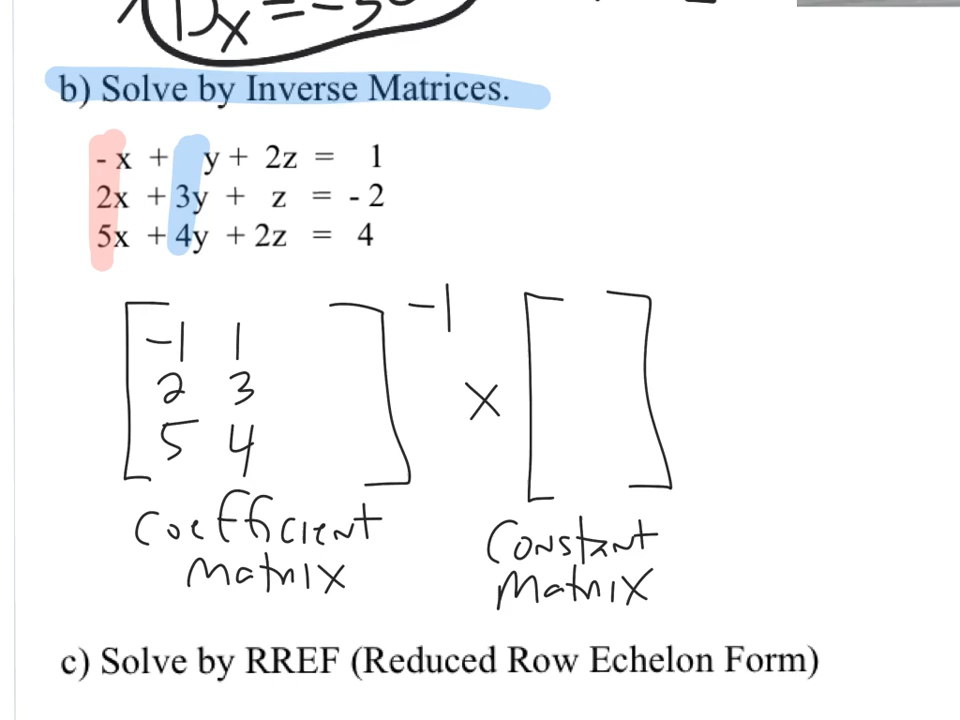 Dx = -3
b) Solve by Inverse Matrices.
- x + y + 2z = 1
2x + 3y + z = - 2
5x + 4y + 2z = 4
-1 1
2 3
5 4
-1
×
Coefficient
Matrix
Constant
Matrix
c) Solve by RREF (Reduced Row Echelon Form)